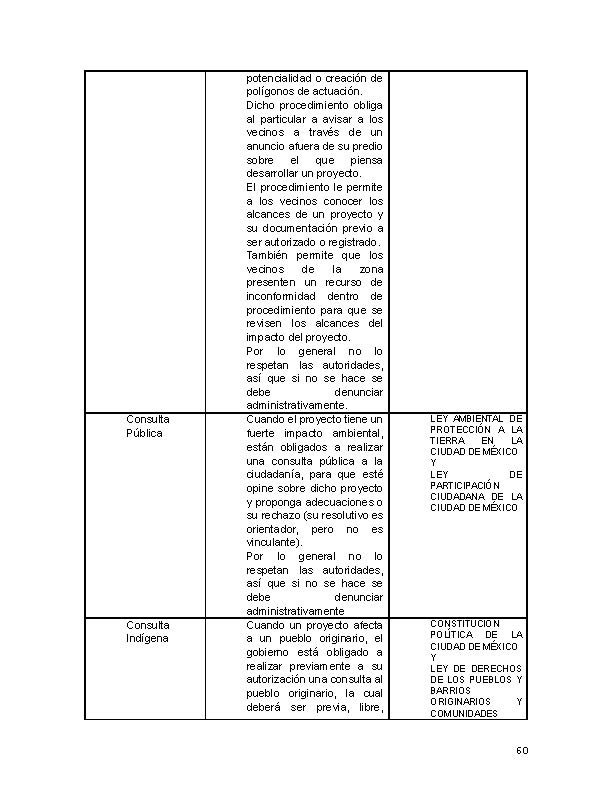 potencialidad o creación de
polígonos de actuación.
Dicho procedimiento obliga
al particular a avisar a los
vecinos a través de un
anuncio afuera de su predio
sobre el que piensa
desarrollar un proyecto.
El procedimiento le permite
a los vecinos conocer los
alcances de un proyecto y
su documentación previo a
ser autorizado o registrado.
También permite que los
vecinos de la zona
presenten un recurso de
inconformidad dentro de
procedimiento para que se
revisen los alcances del
impacto del proyecto.
Por lo general no lo
respetan las autoridades,
así que si no se hace se
debe denunciar
administrativamente.
Consulta
Pública
Cuando el proyecto tiene un
fuerte impacto ambiental,
están obligados a realizar
una consulta pública a la
ciudadanía, para que esté
opine sobre dicho proyecto
y proponga adecuaciones o
su rechazo (su resolutivo es
orientador, pero no es
vinculante).
Por lo general no lo
respetan las autoridades,
así que si no se hace se
debe denunciar
administrativamente
LEY AMBIENTAL DE
PROTECCIÓN A LA
TIERRA EN LA
CIUDAD DE MÉXICO
Y
LEY DE
PARTICIPACIÓN
CIUDADANA DE LA
CIUDAD DE MÉXICO
Consulta
Indígena
Cuando un proyecto afecta
a un pueblo originario, el
gobierno está obligado a
realizar previamente a su
autorización una consulta al
pueblo originario, la cual
deberá ser previa, libre,
CONSTITUCIÓN
POLÍTICA DE LA
CIUDAD DE MÉXICO
Y
LEY DE DERECHOS
DE LOS PUEBLOS Y
BARRIOS
ORIGINARIOS Y
COMUNIDADES
60